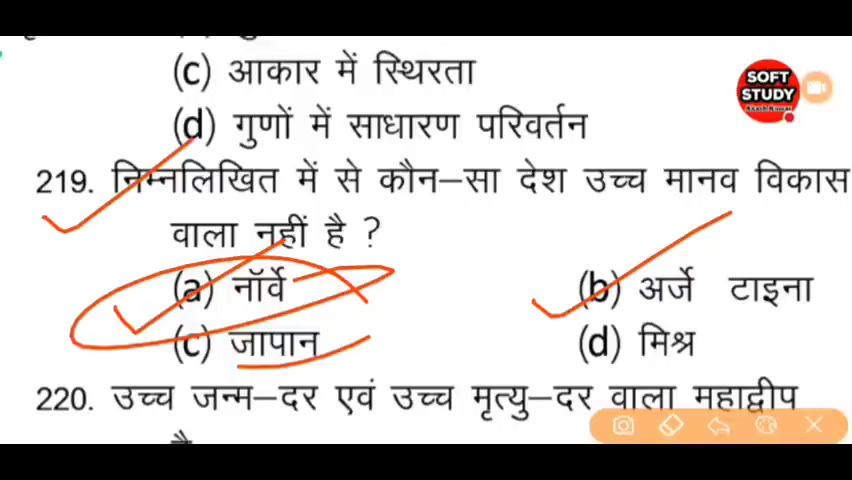 (c) आकार में स्थिरता
SOFT
STUDY
(d) गुणों में साधारण परिवर्तन
219. निम्नलिखित में से कौन–सा देश उच्च मानव विकास
वाला नहीं है ?
(a) नॉर्वे (b) अर्जे टाइना
(c) जापान (d) मिश्र
220. उच्च जन्म–दर एवं उच्च मृत्यु–दर वाला महाद्वीप
है